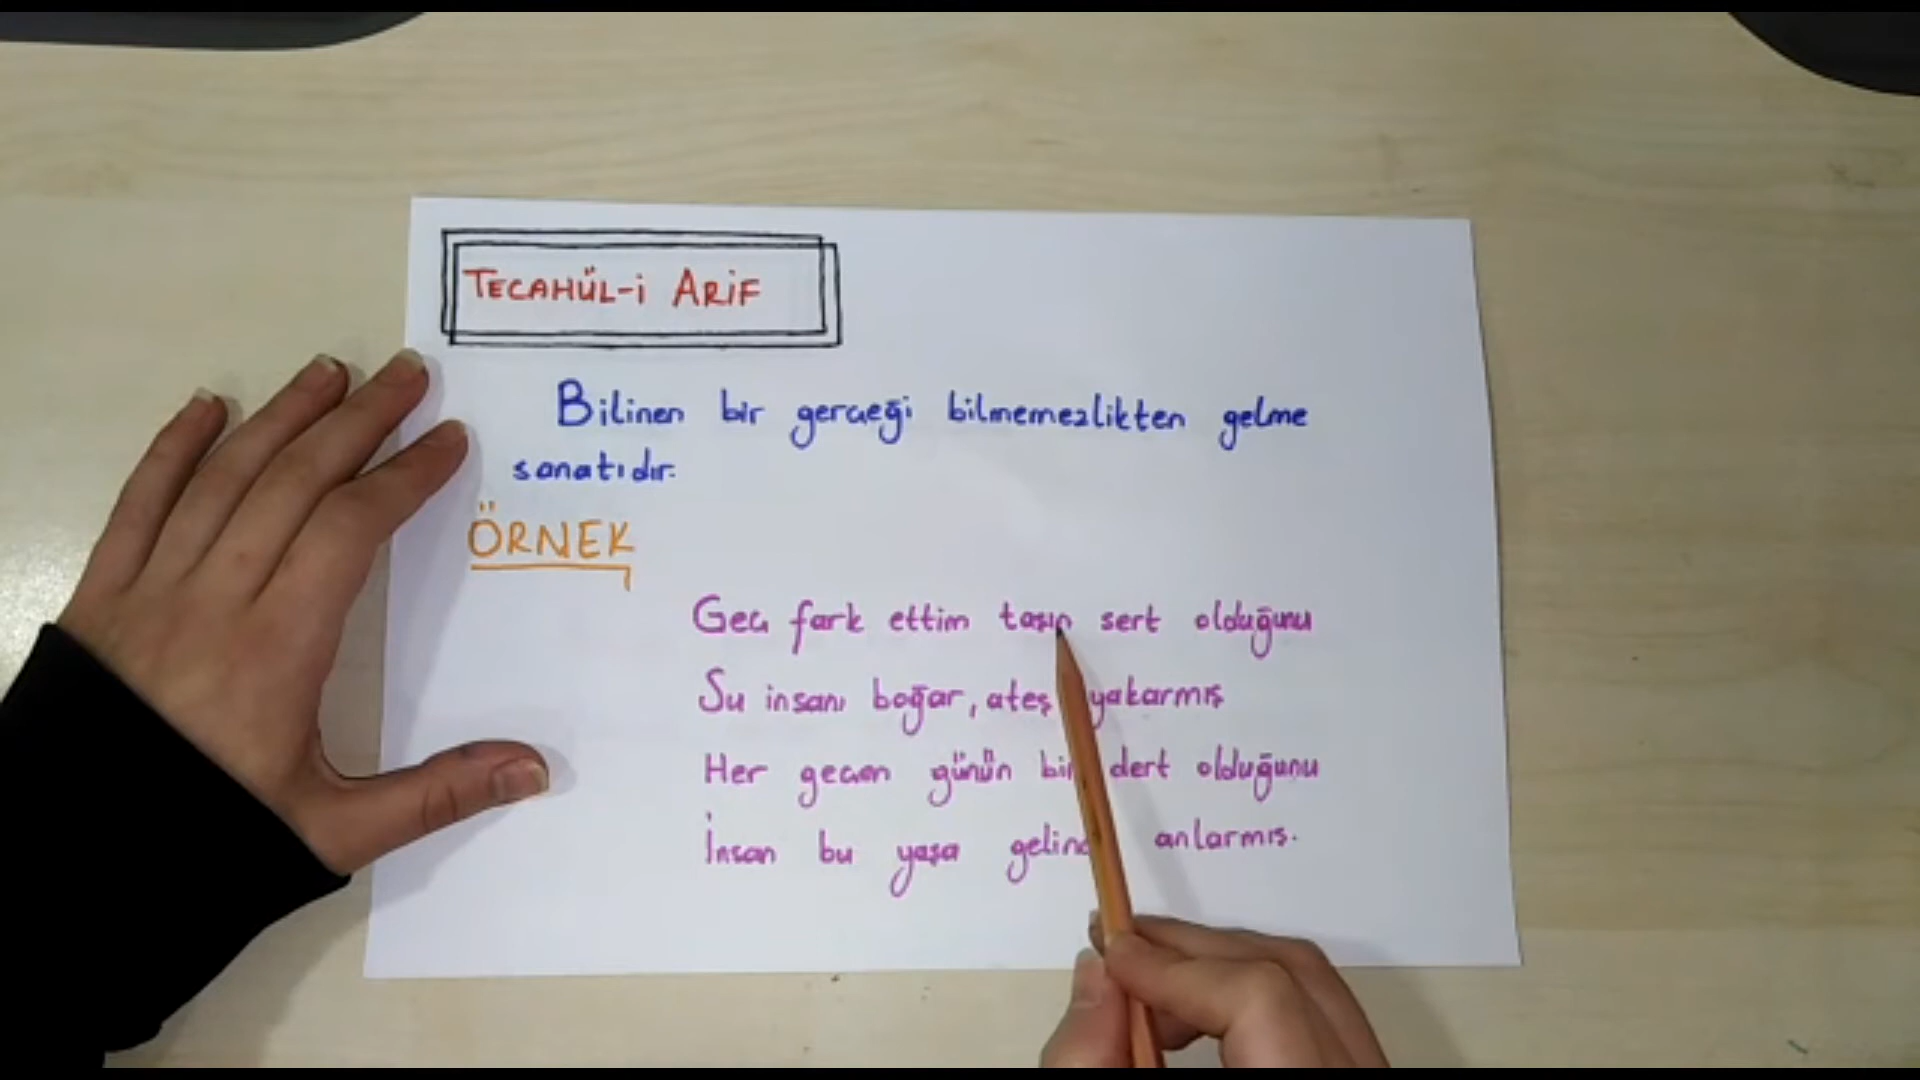 TECAHÜL-İ ARİF
Bilinen bir gerçeği bilmemezlikten gelme
sanatıdır.
ÖRNEK
Geç fark ettim taşın sert olduğunu
Su insanı boğar, ateş yakarmış
Her geçen günün bir dert olduğunu
İnsan bu yaşa gelince anlarmış.